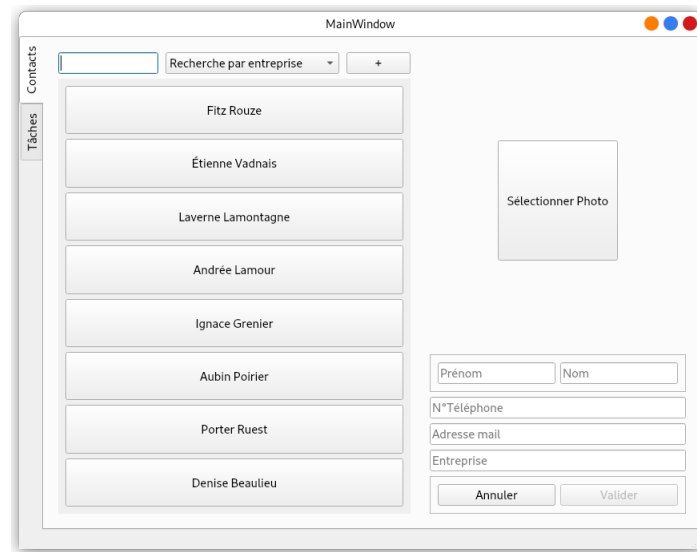 MainWindow
Contacts
Tâches
Recherche par entreprise
+
Fitz Rouze
Étienne Vadnais
Laverne Lamontagne
Andrée Lamour
Ignace Grenier
Aubin Poirier
Porter Ruest
Denise Beaulieu
Sélectionner Photo
Prénom Nom
N°Téléphone
Adresse mail
Entreprise
Annuler Valider